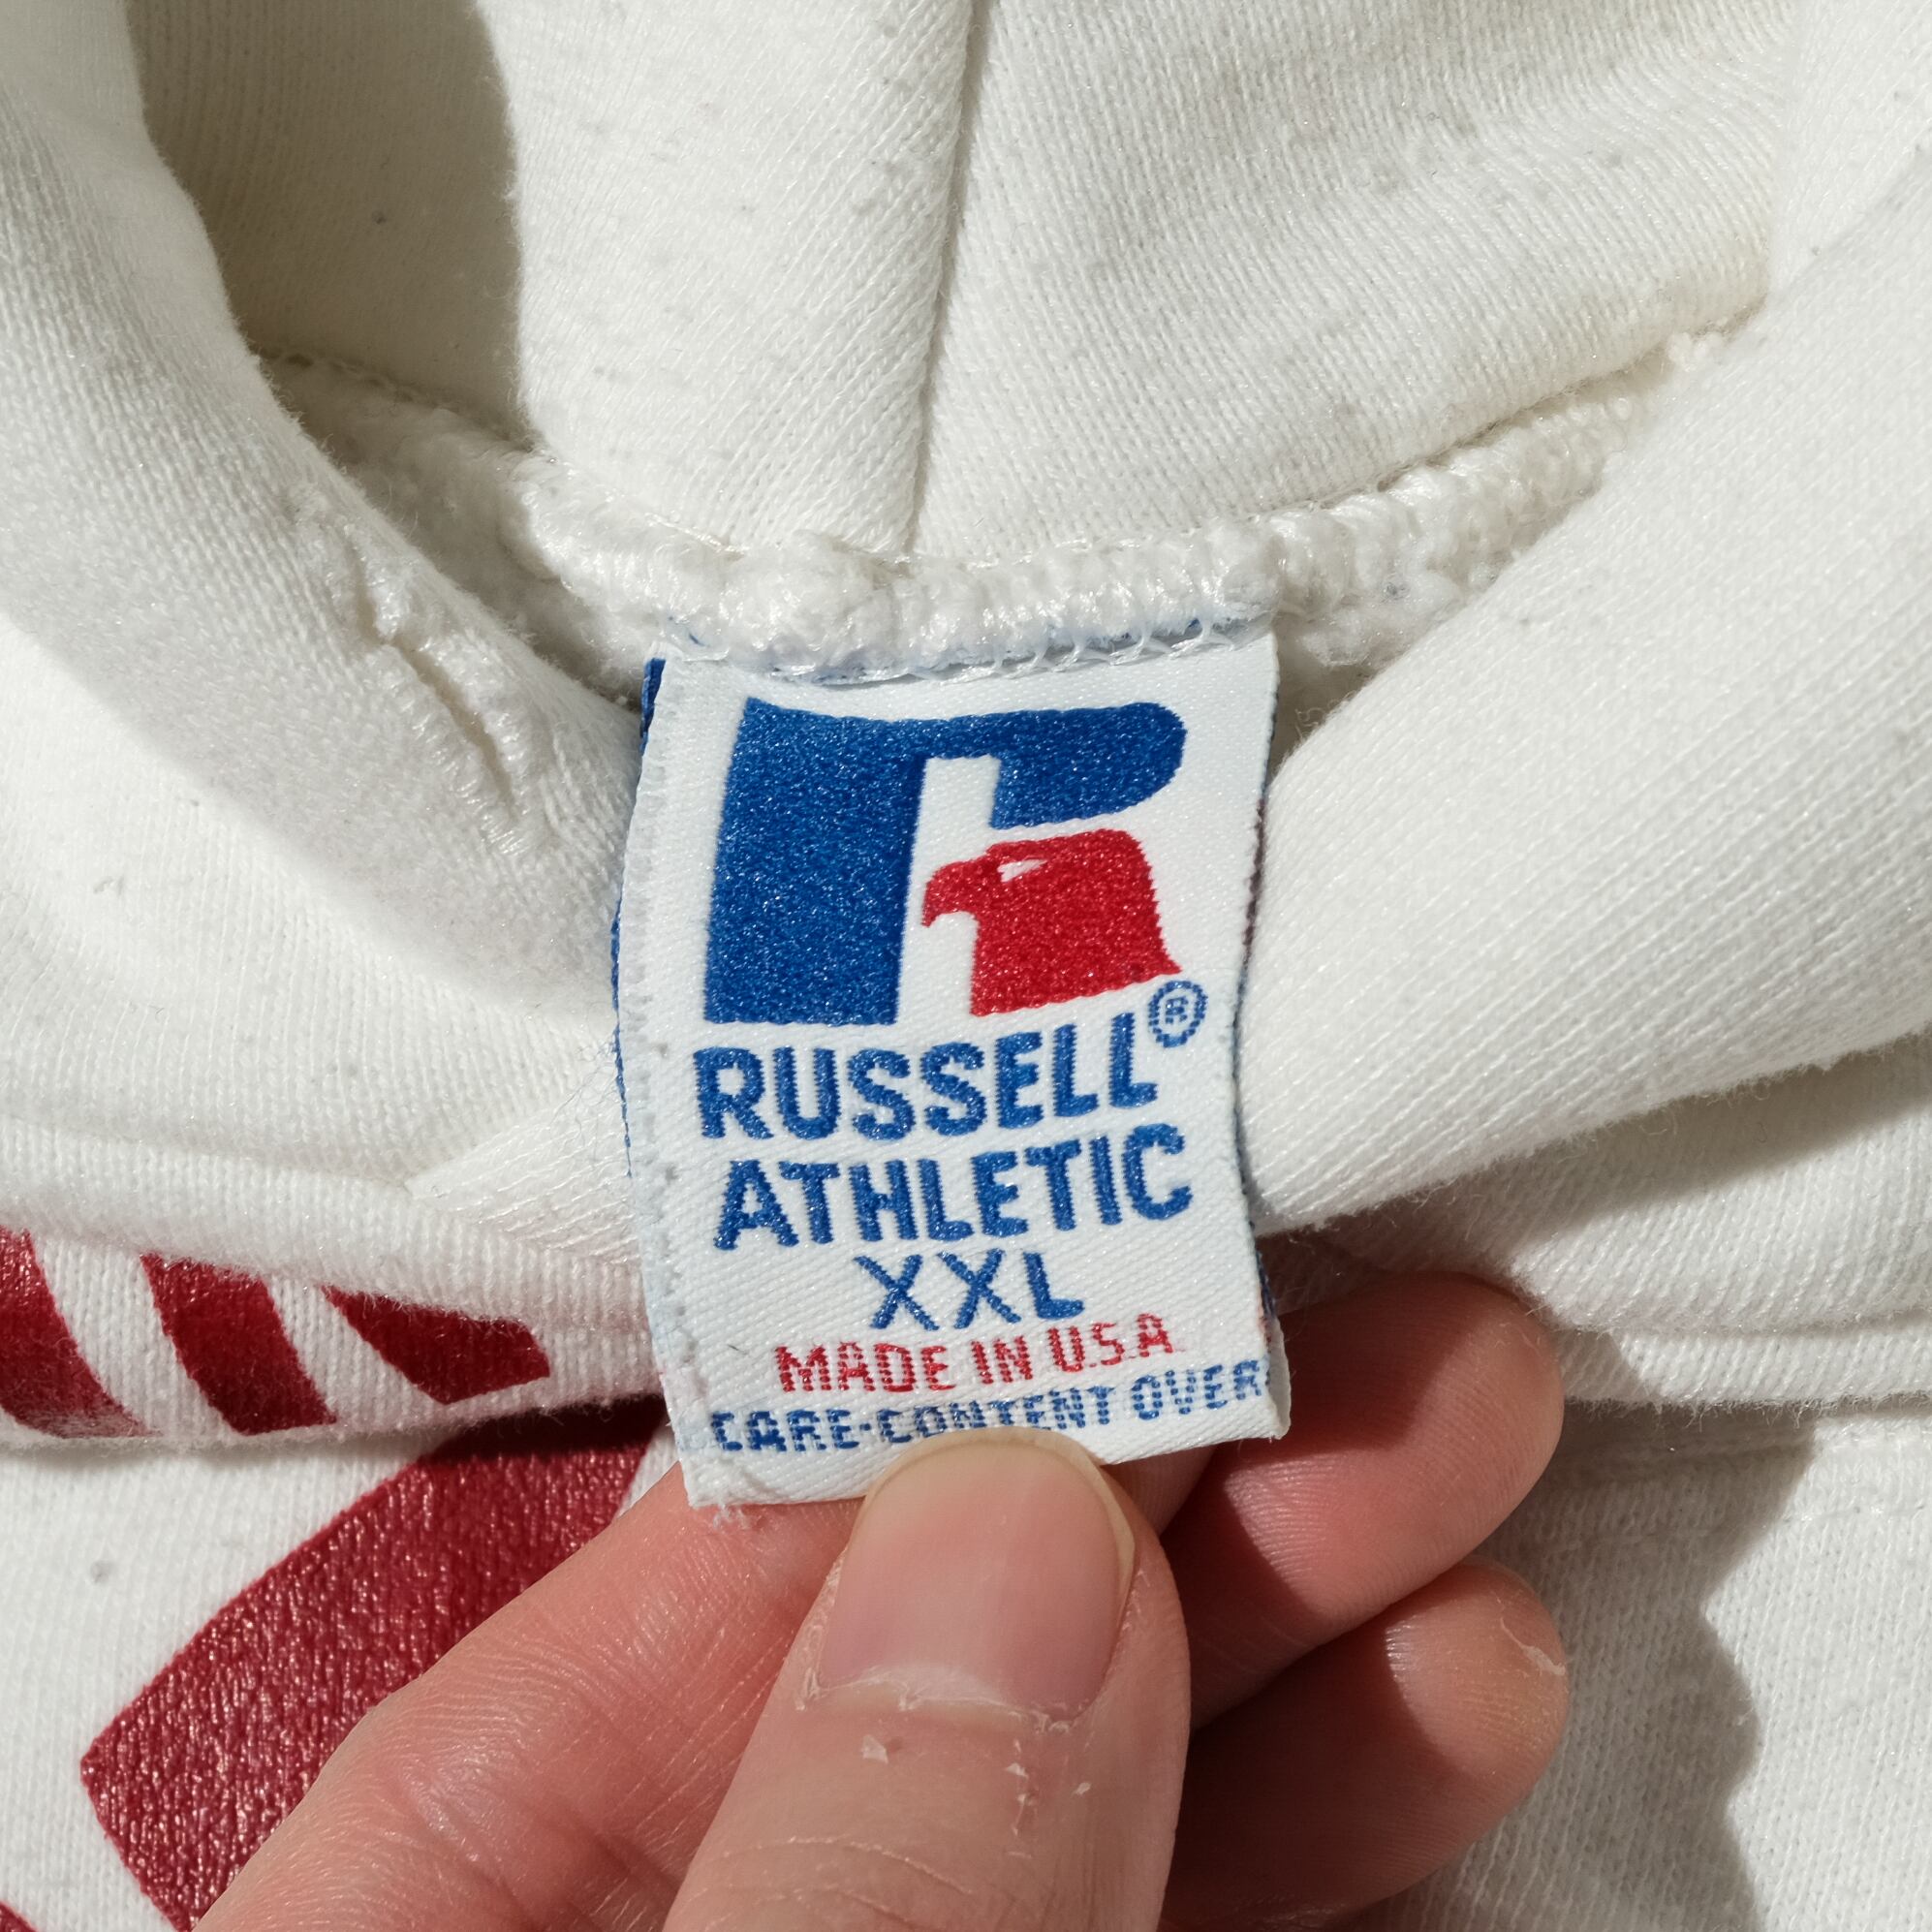 RUSSELL®
ATHLETIC
XXL
MADE IN U.S.A.
CARE-CONTENT OVER